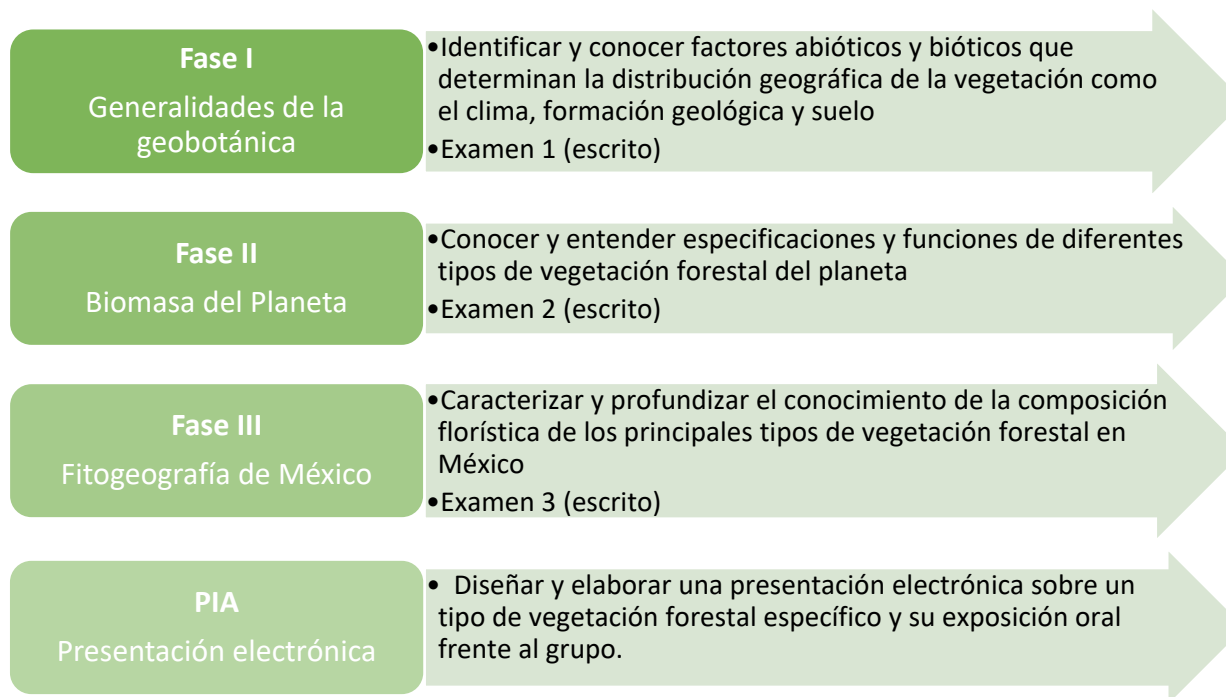 Fase I
Generalidades de la
geobotánica
•Identificar y conocer factores abióticos y bióticos que
determinan la distribución geográfica de la vegetación como
el clima, formación geológica y suelo
•Examen 1 (escrito)
Fase II
Biomasa del Planeta
•Conocer y entender especificaciones y funciones de diferentes
tipos de vegetación forestal del planeta
•Examen 2 (escrito)
Fase III
Fitogeografía de México
•Caracterizar y profundizar el conocimiento de la composición
florística de los principales tipos de vegetación forestal en
México
•Examen 3 (escrito)
PIA
Presentación electrónica
• Diseñar y elaborar una presentación electrónica sobre un
tipo de vegetación forestal específico y su exposición oral
frente al grupo.